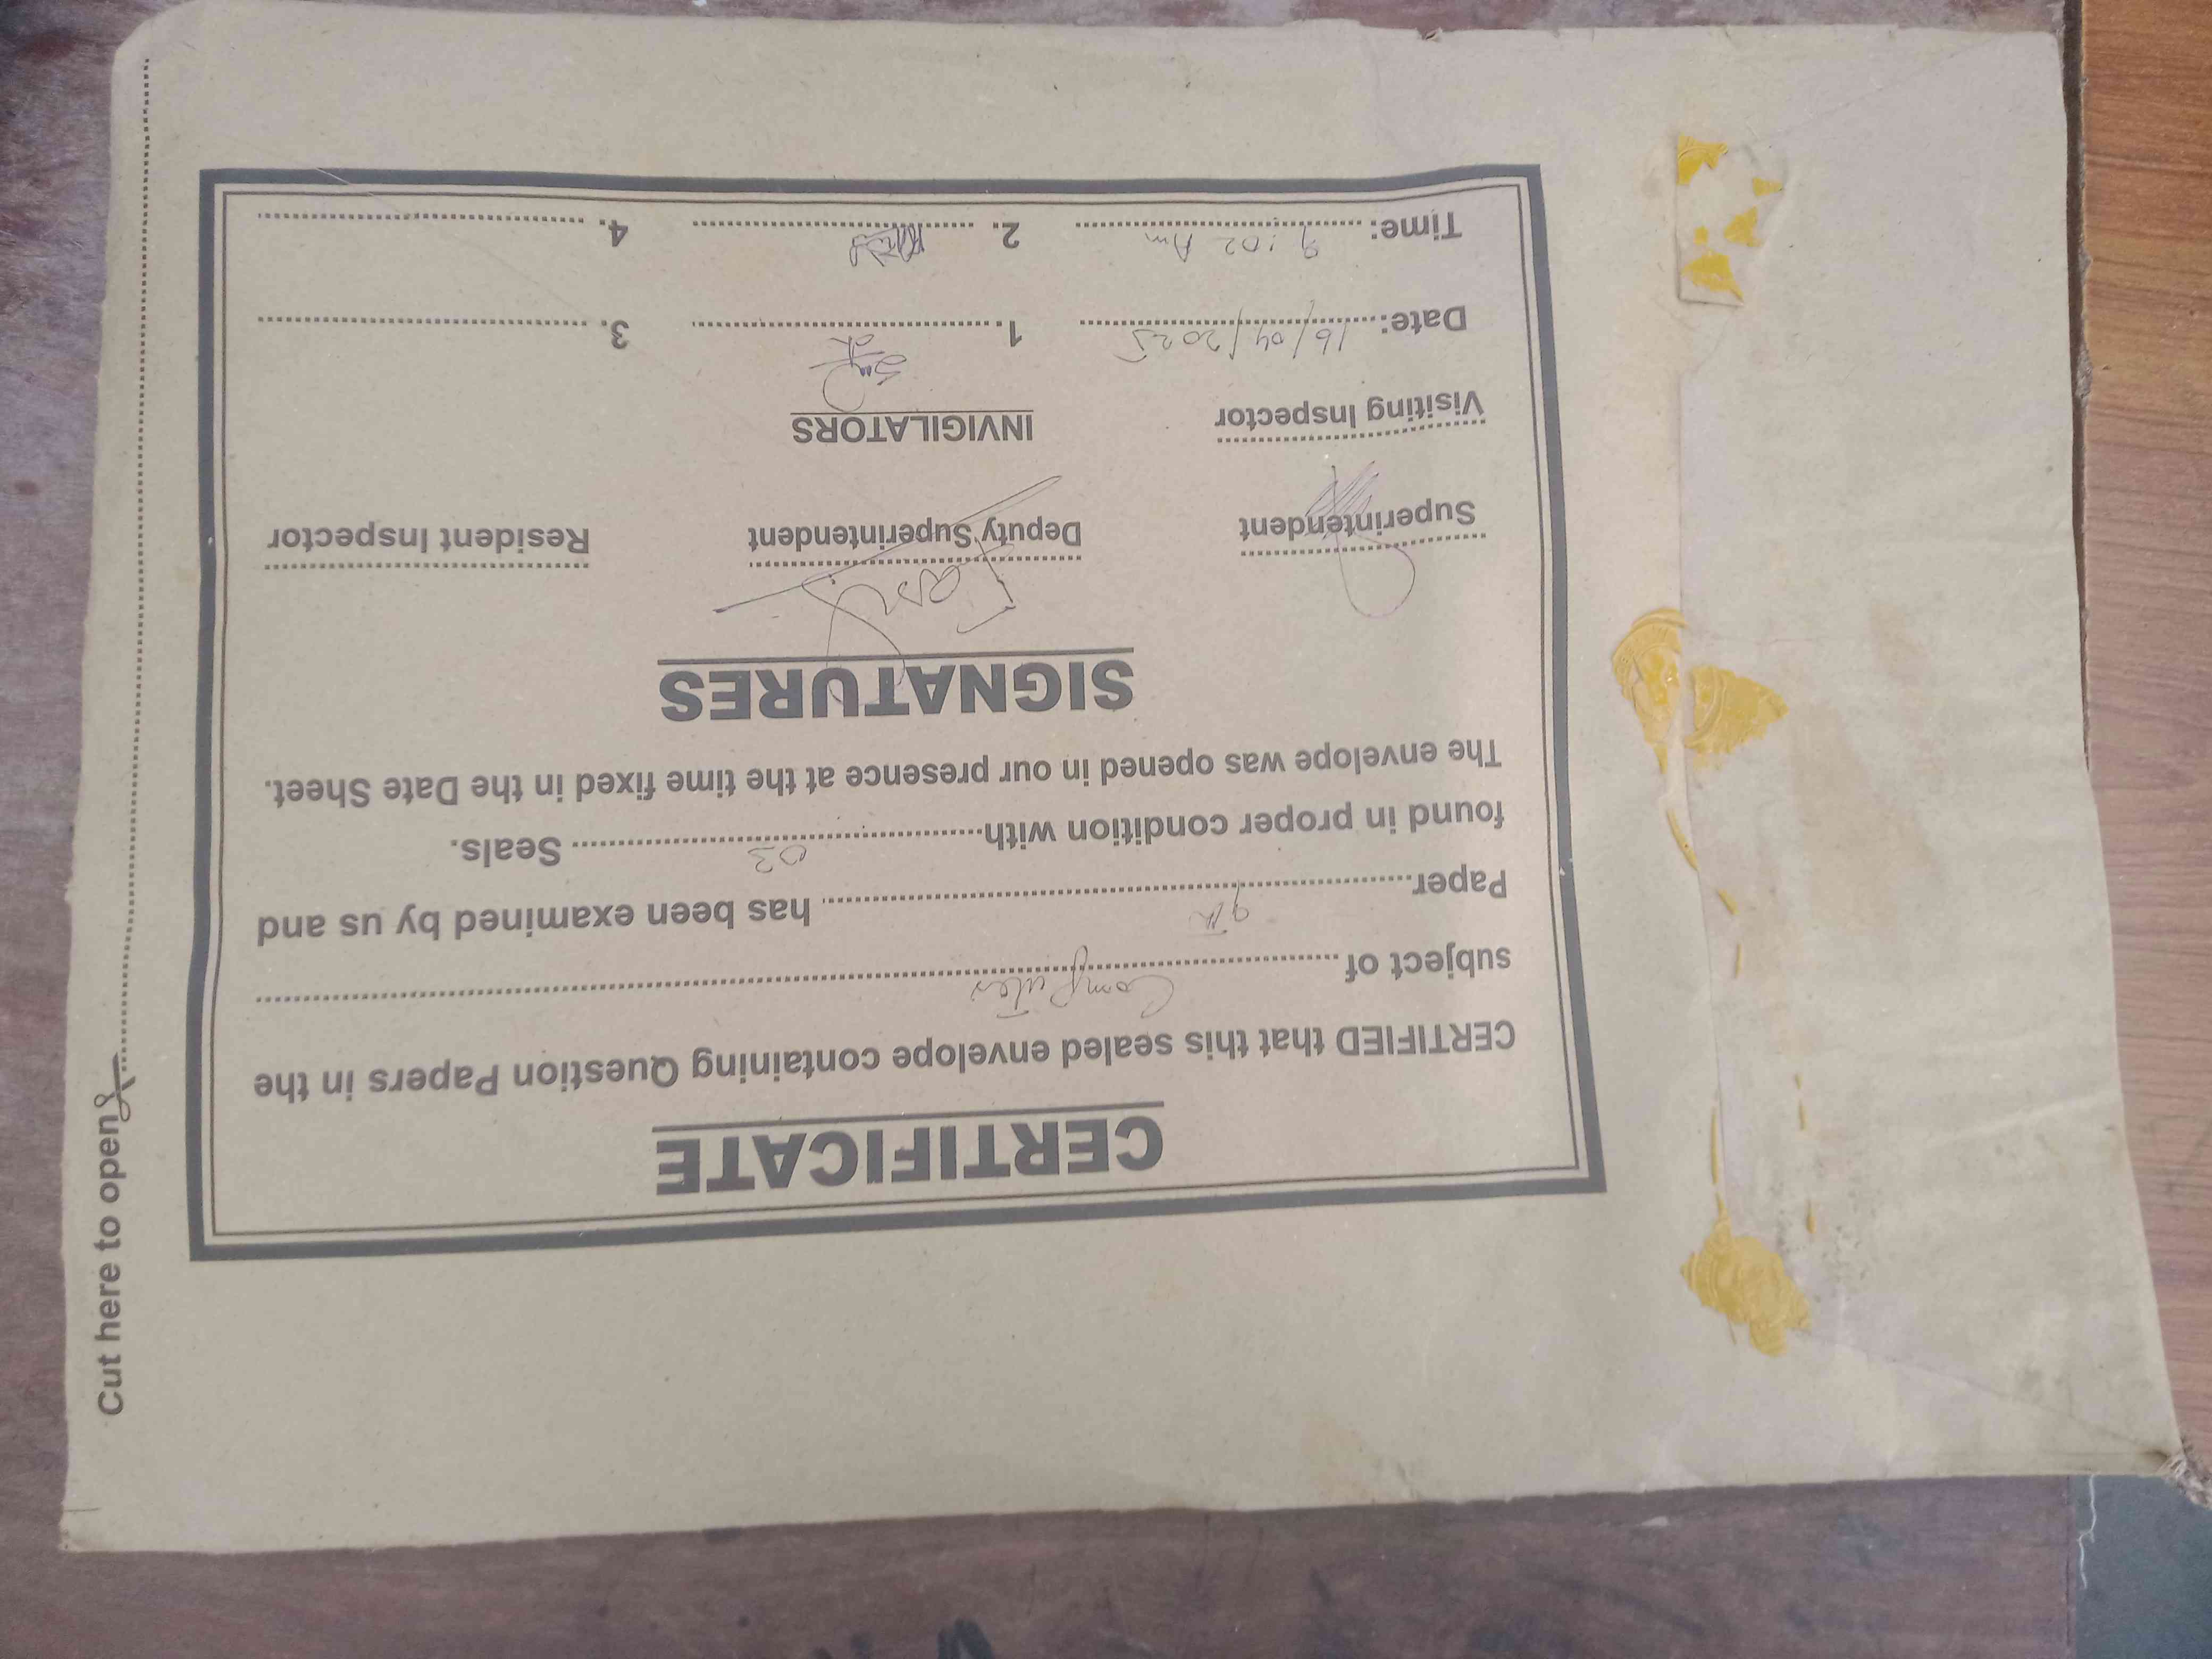 CERTIFICATE
CERTIFIED that this sealed envelope containing Question Papers in the
subject of Computer
Paper 9th has been examined by us and
found in proper condition with 03 Seals.
The envelope was opened in our presence at the time fixed in the Date Sheet.
SIGNATURES
Superintendent Deputy Superintendent Resident Inspector
Visiting Inspector INVIGILATORS
Date: 16/04/2025 1. 3.
Time: 9:02 Am 2. 4.
Cut here to open